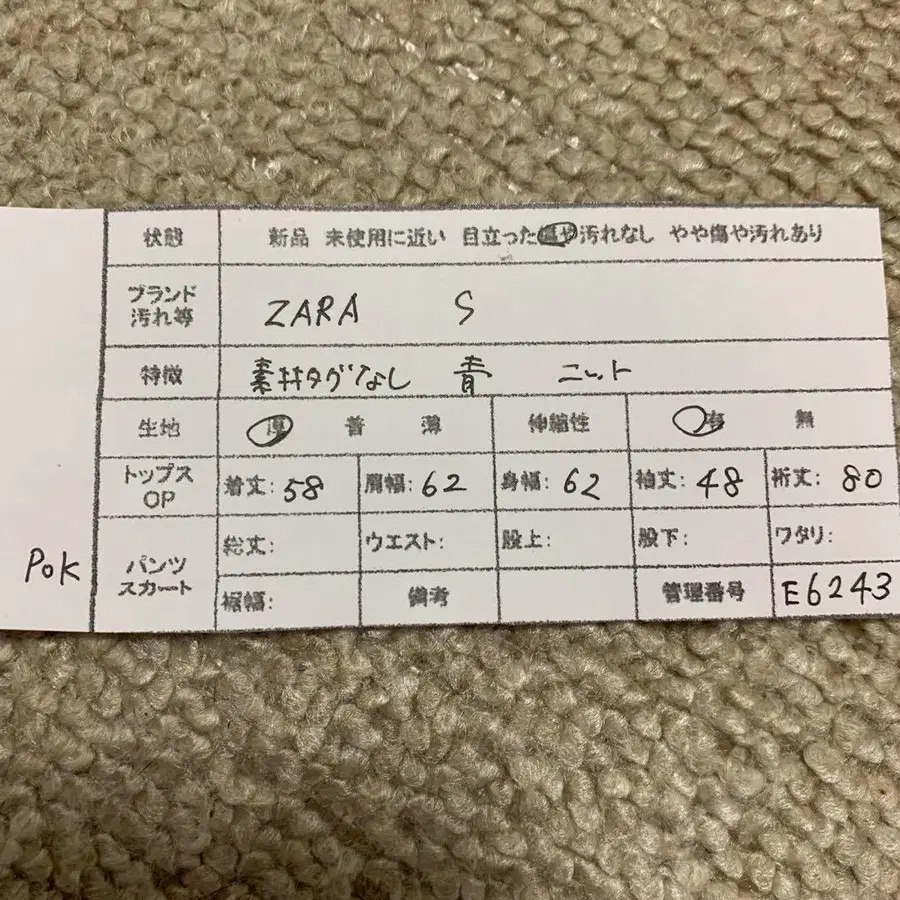 状態 新品 未使用に近い 目立った傷や汚れなし やや傷や汚れあり
ブランド
汚れ等 ZARA S
特徴 素材タグなし 青 ニット
生地 厚 普 薄 伸縮性 有 無
トップス
OP 着丈: 58 肩幅: 62 身幅: 62 袖丈: 48 裄丈: 80
パンツ
スカート 総丈: ウエスト: 股上: 股下: ワタリ:
Pok
裾幅: 備考 管理番号 E6243